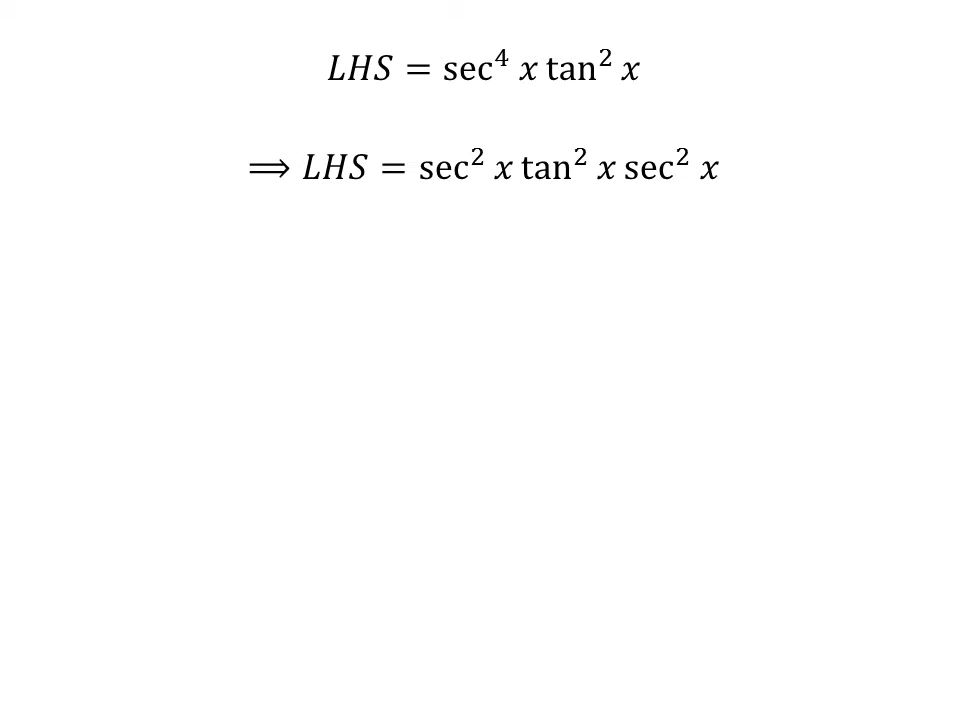 𝐿𝐻𝑆 = sec⁴ 𝑥 tan² 𝑥
⟹ 𝐿𝐻𝑆 = sec² 𝑥 tan² 𝑥 sec² 𝑥